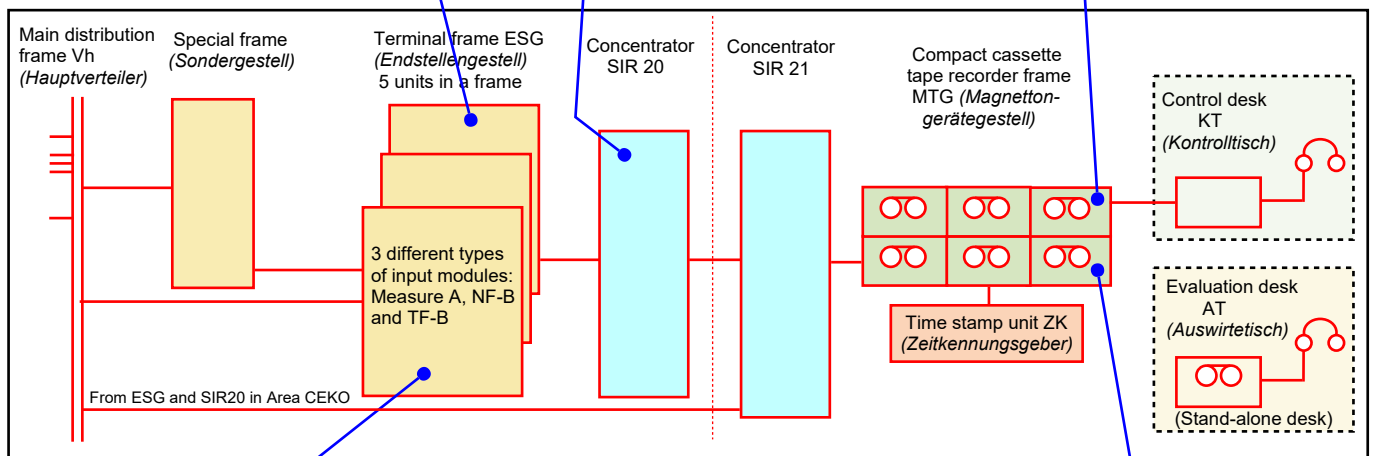 Main distribution
frame Vh
(Hauptverteiler)
Special frame
(Sondergestell)
Terminal frame ESG
(Endstellengestell)
5 units in a frame
Concentrator
SIR 20
Concentrator
SIR 21
Compact cassette
tape recorder frame
MTG (Magnetton-
gerätegestell)
Control desk
KT
(Kontrolltisch)
3 different types
of input modules:
Measure A, NF-B
and TF-B
Time stamp unit ZK
(Zeitkennungsgeber)
Evaluation desk
AT
(Auswirtetisch)
(Stand-alone desk)
From ESG and SIR20 in Area CEKO